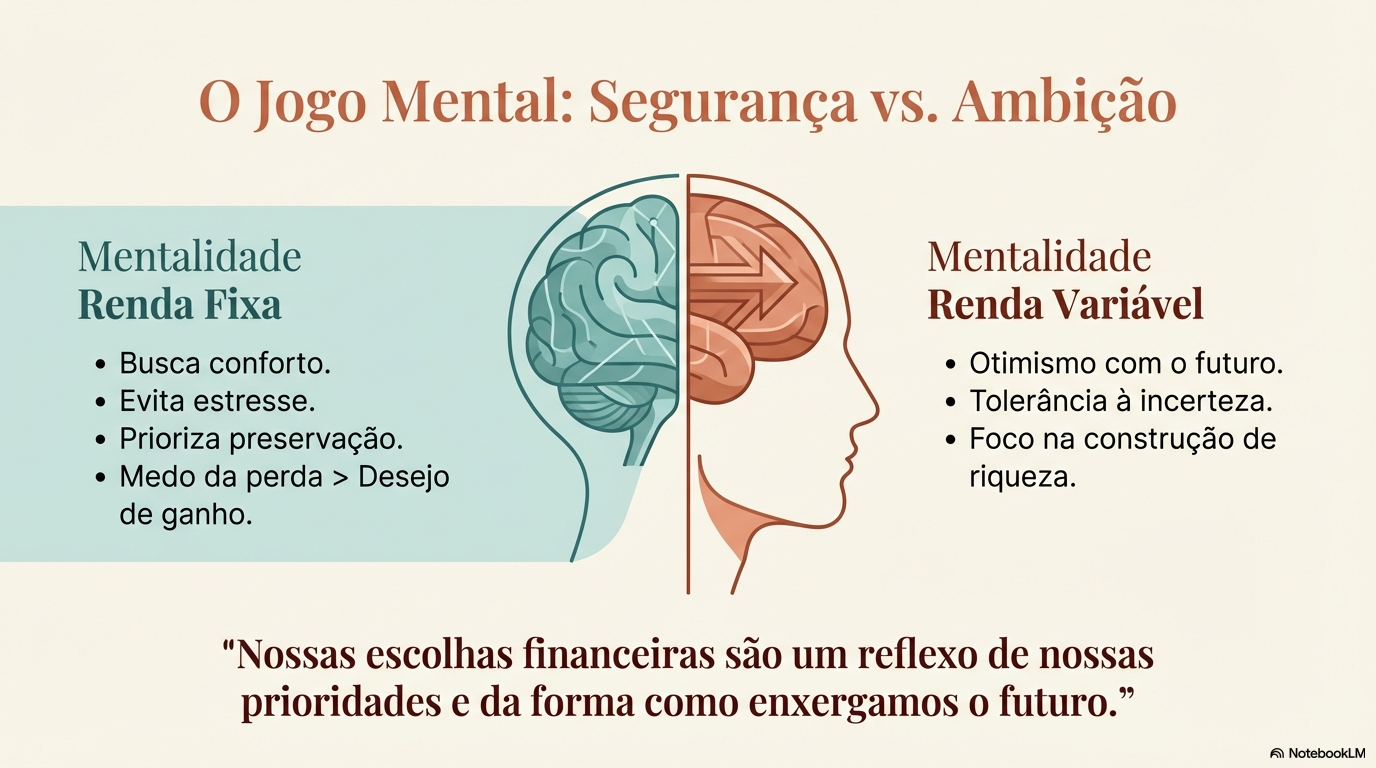 O Jogo Mental: Segurança vs. Ambição
Mentalidade
Renda Fixa
• Busca conforto.
• Evita estresse.
• Prioriza preservação.
• Medo da perda > Desejo
de ganho.
Mentalidade
Renda Variável
• Otimismo com o futuro.
• Tolerância à incerteza.
• Foco na construção de
riqueza.
"Nossas escolhas financeiras são um reflexo de nossas
prioridades e da forma como enxergamos o futuro.”
NotebookLM